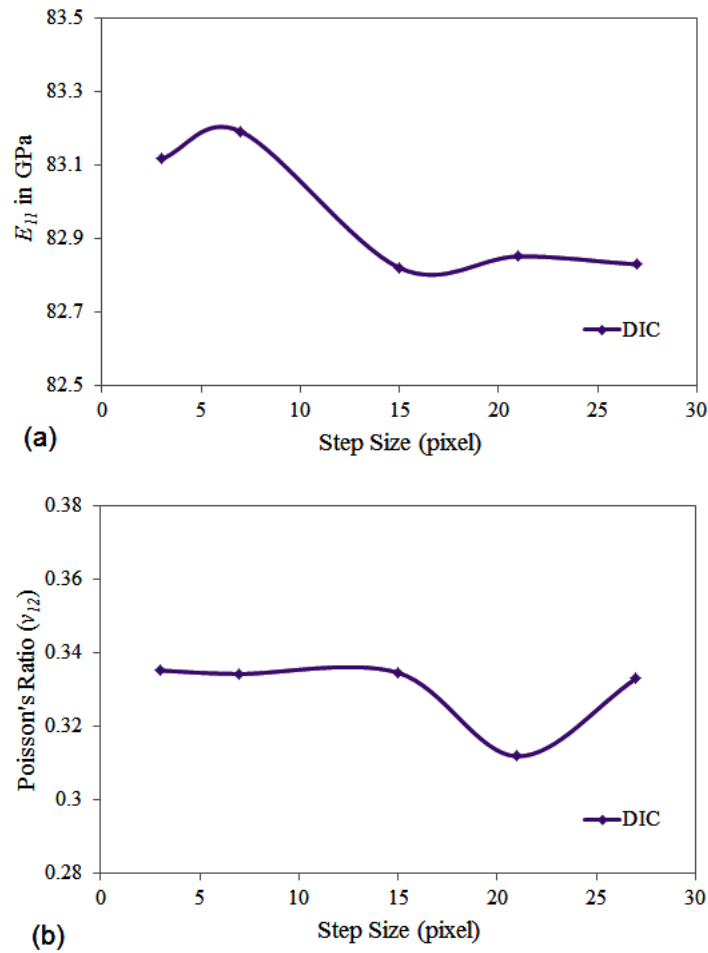 83.5
83.3
83.1
82.9
82.7
82.5
E11 in GPa
0 5 10 15 20 25 30
Step Size (pixel)
DIC
(a)
0.38
0.36
0.34
0.32
0.3
0.28
Poisson's Ratio (ν12)
0 5 10 15 20 25 30
Step Size (pixel)
DIC
(b)